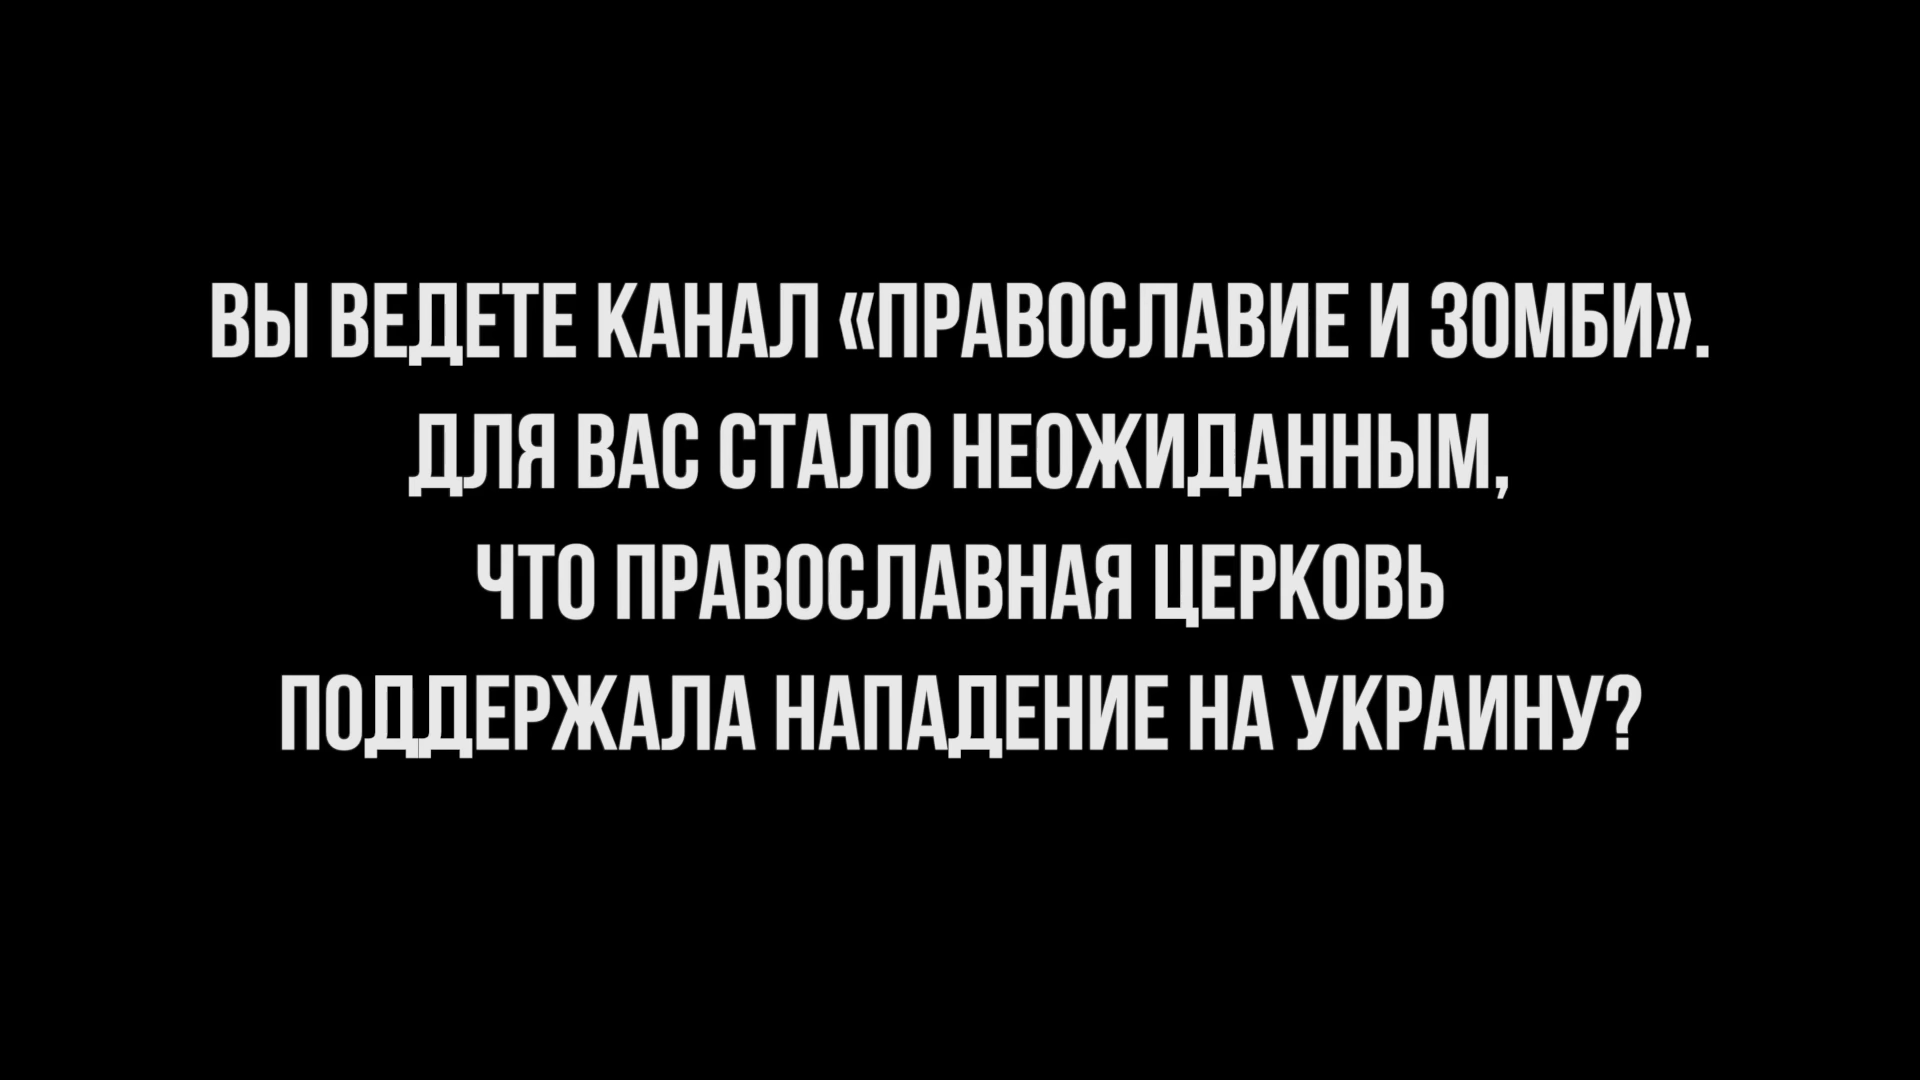 ВЫ ВЕДЕТЕ КАНАЛ «ПРАВОСЛАВИЕ И ЗОМБИ».
ДЛЯ ВАС СТАЛО НЕОЖИДАННЫМ,
ЧТО ПРАВОСЛАВНАЯ ЦЕРКОВЬ
ПОДДЕРЖАЛА НАПАДЕНИЕ НА УКРАИНУ?